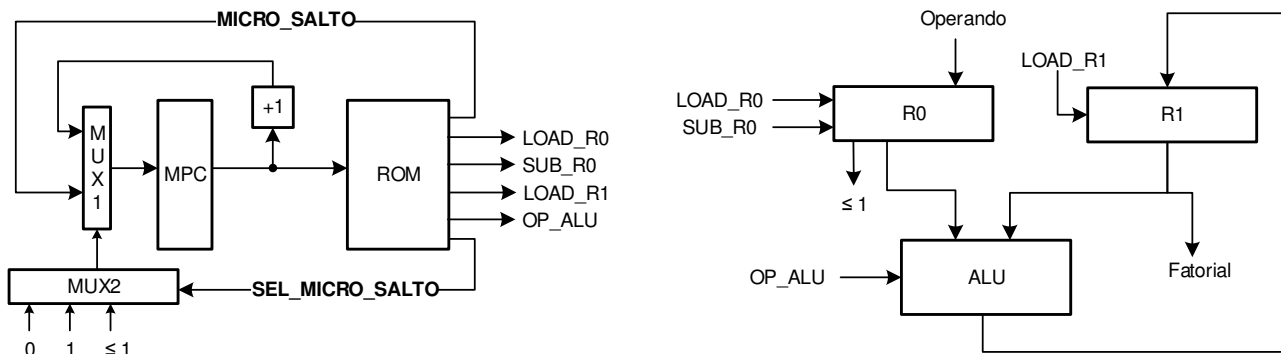 MICRO_SALTO
MUX1
MPC
+1
ROM
LOAD_R0
SUB_R0
LOAD_R1
OP_ALU
MUX2
SEL_MICRO_SALTO
0 1 ≤ 1
Operando
LOAD_R1
LOAD_R0
SUB_R0
R0
R1
≤ 1
OP_ALU
ALU
Fatorial